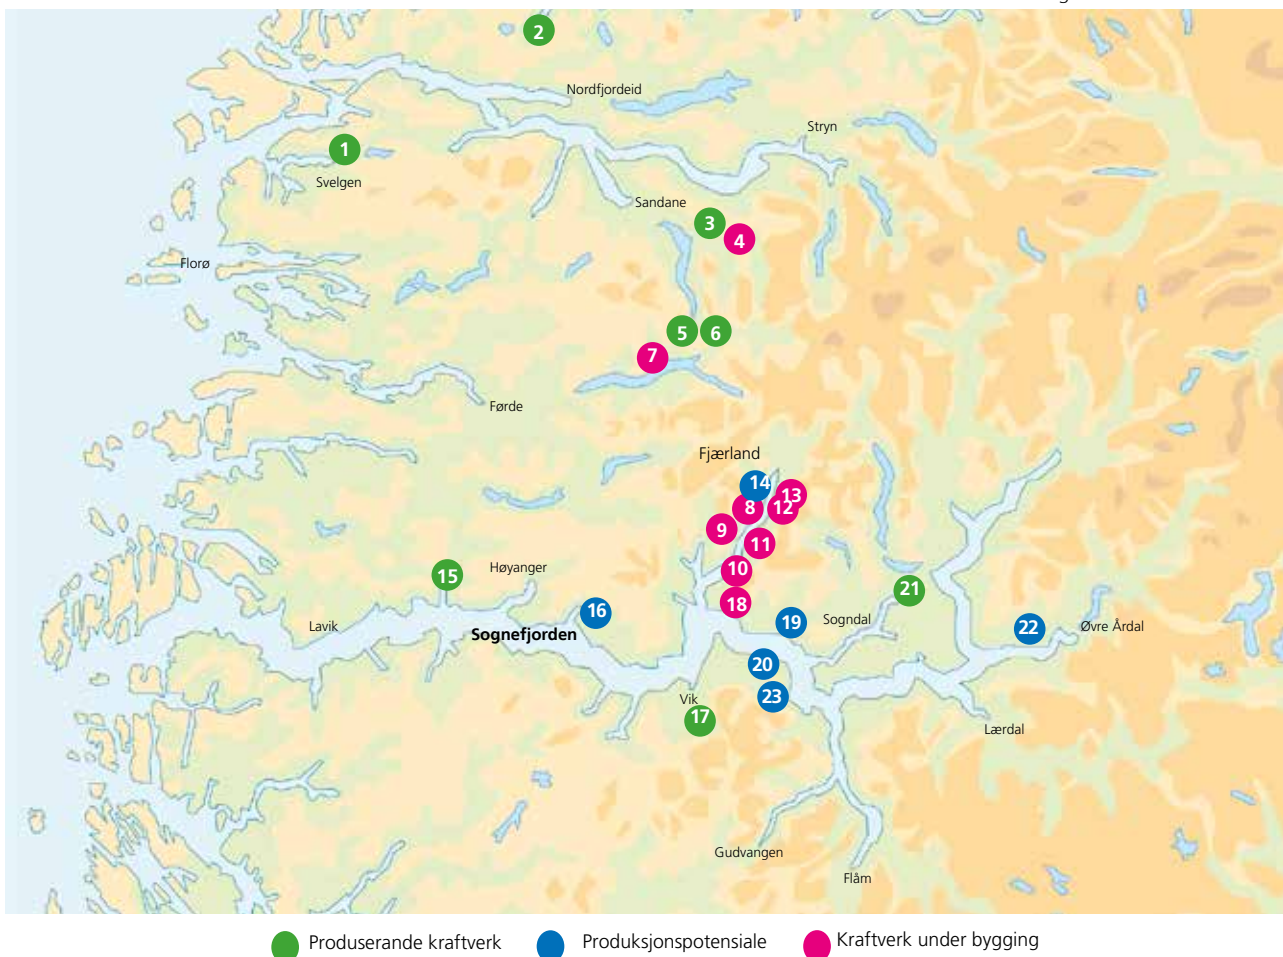 2
Nordfjordeid
Stryn
1
Svelgen
Sandane
3
4
Florø
5
6
7
Førde
Fjærland
14
13
8
12
9
11
10
15
Høyanger
21
18
16
19
Sogndal
22
Lavik
Sognefjorden
Øvre Årdal
20
23
Vik
17
Lærdal
Gudvangen
Flåm
Produserande kraftverk
Produksjonspotensiale
Kraftverk under bygging